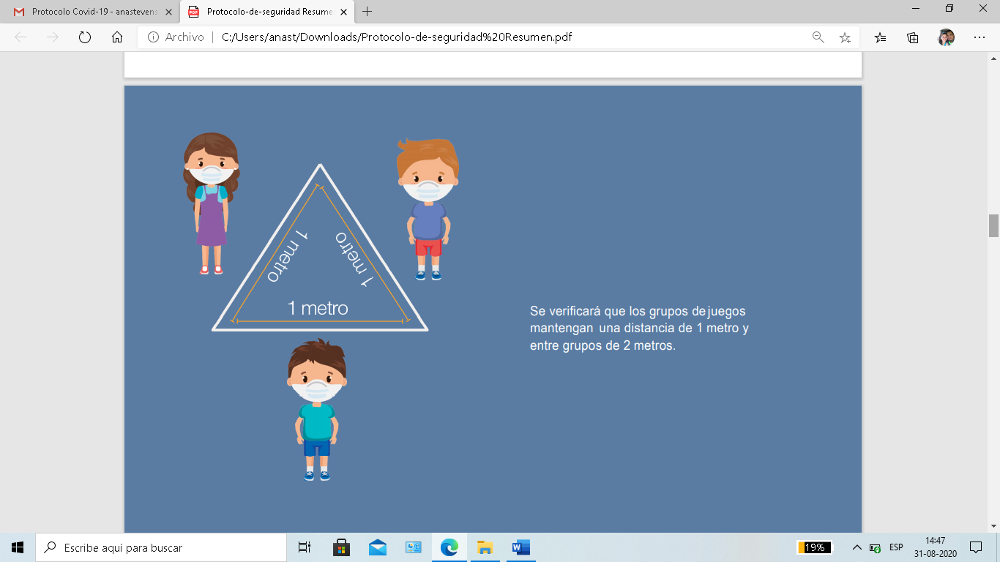 Protocolo Covid-19 - anastevens
Protocolo-de-seguridad Resume
PDF
Archivo
C:/Users/anast/Downloads/Protocolo-de-seguridad%20Resumen.pdf
1 metro
1 metro
1 metro
Se verificará que los grupos de juegos
mantengan una distancia de 1 metro y
entre grupos de 2 metros.
Escribe aquí para buscar
19%
ESP
14:47
31-08-2020